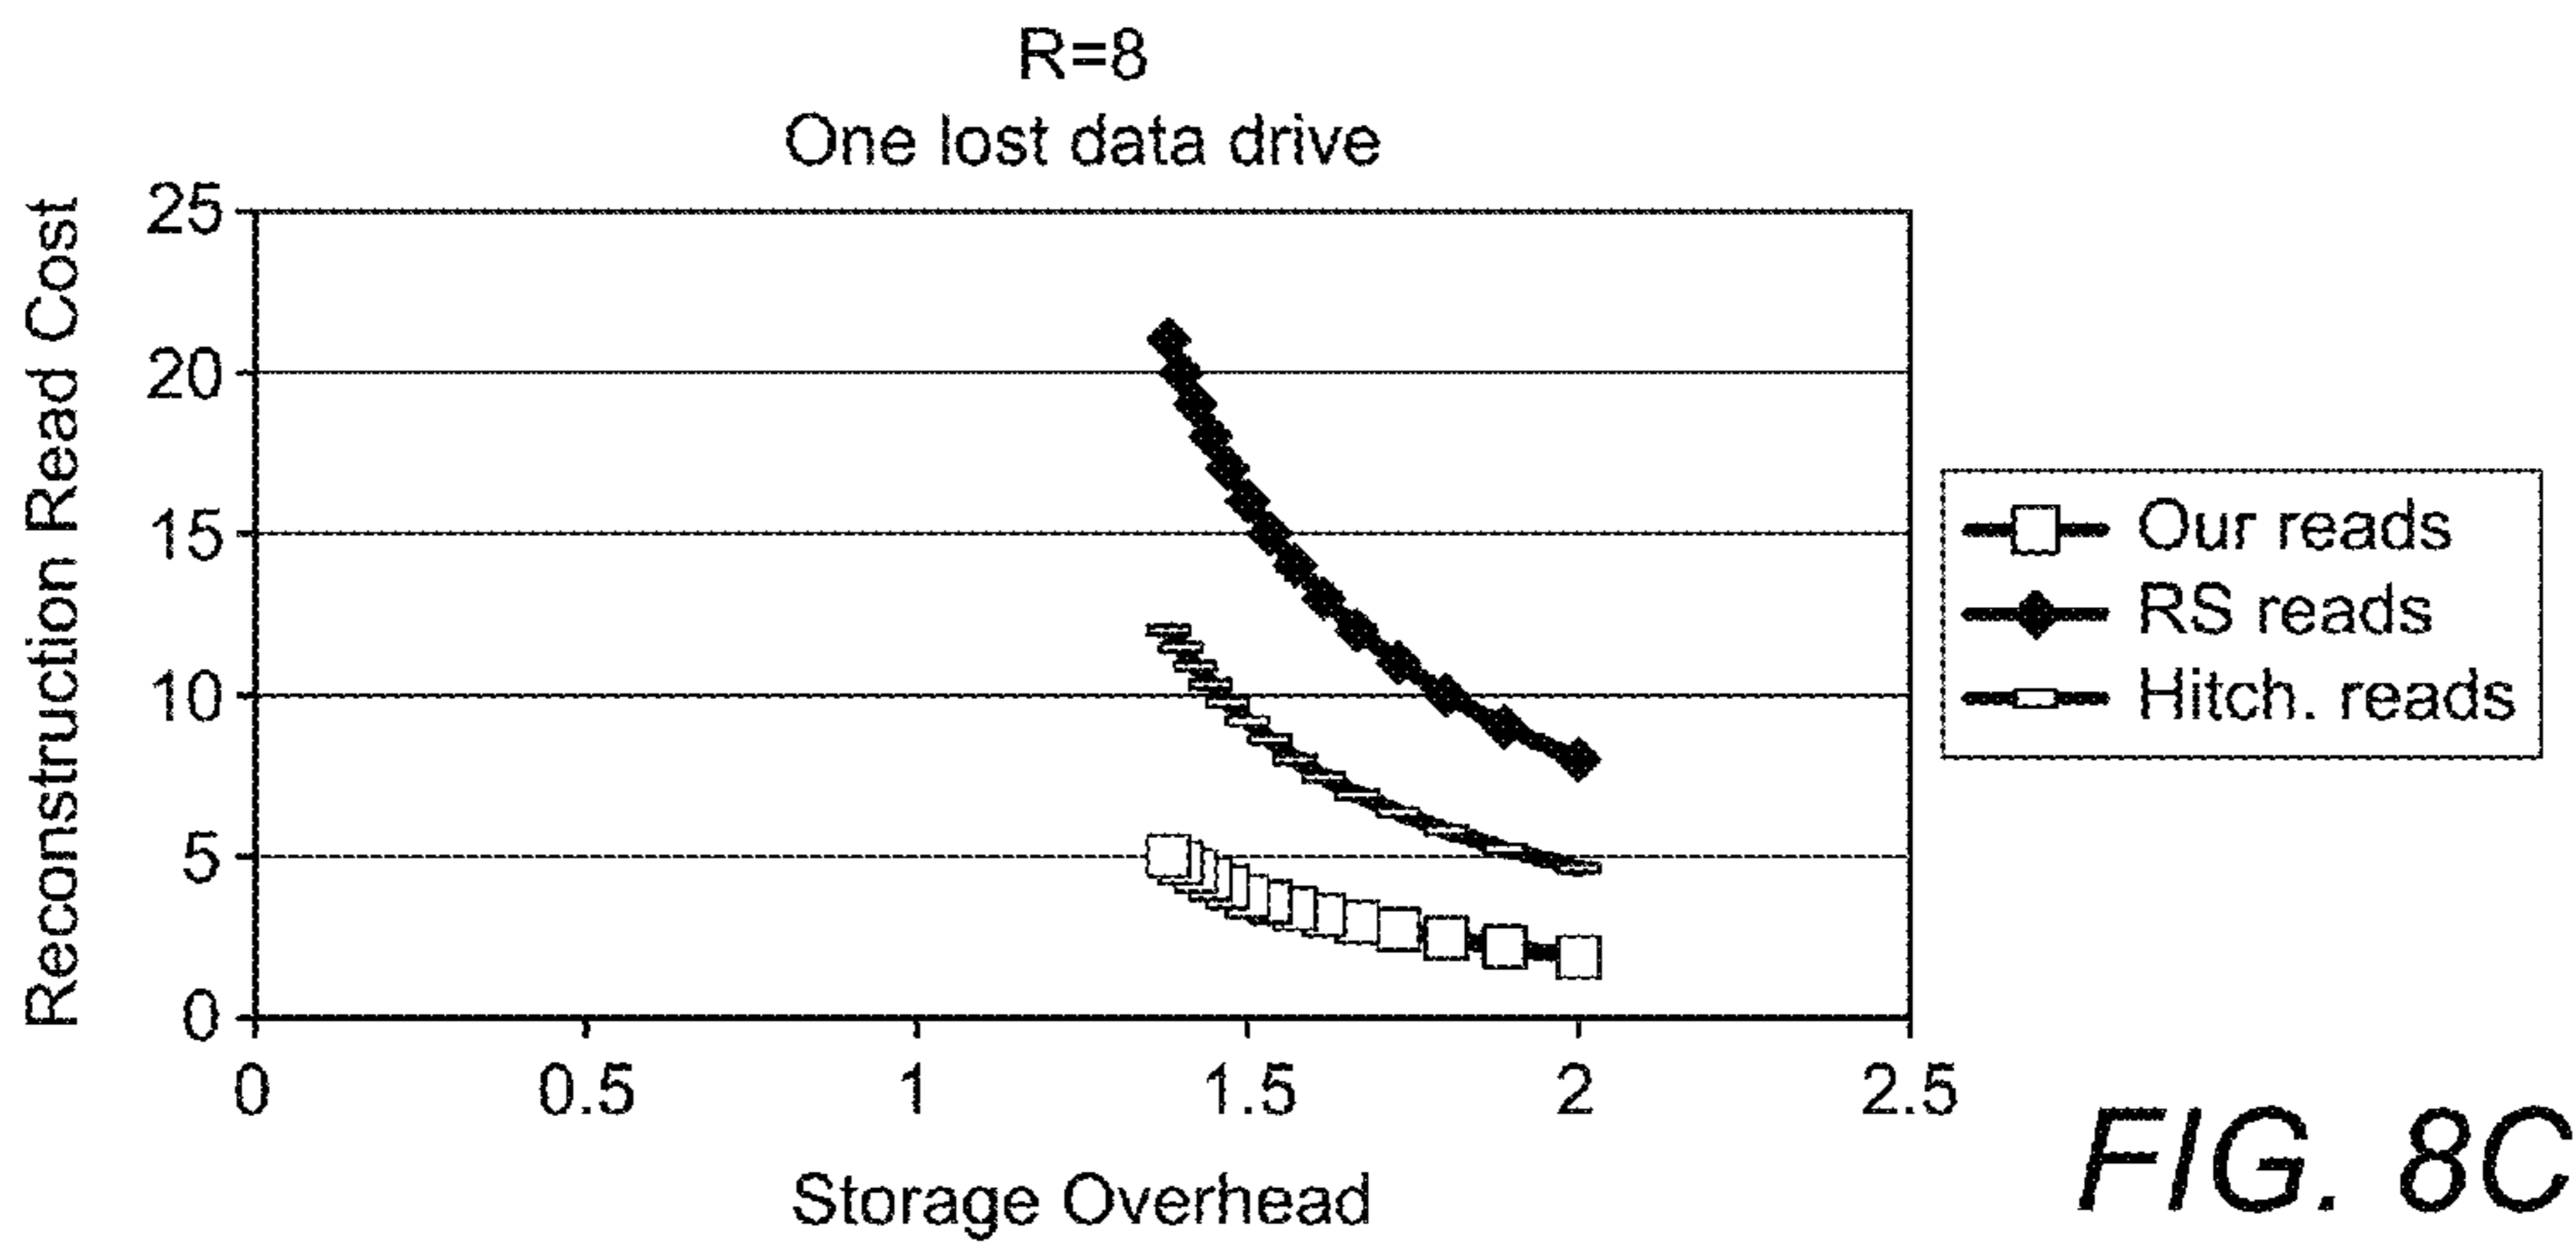 R=8
One lost data drive
Reconstruction Read Cost
25
20
15
10
5
0
0 0.5 1 1.5 2 2.5
Storage Overhead
Our reads
RS reads
Hitch. reads
FIG. 8C